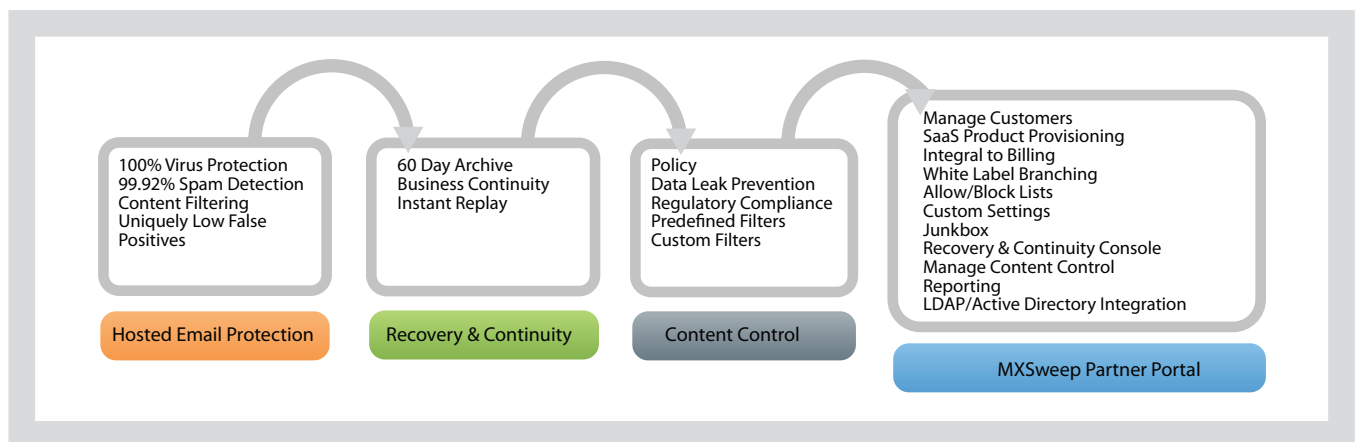 100% Virus Protection
99.92% Spam Detection
Content Filtering
Uniquely Low False
Positives
Hosted Email Protection
60 Day Archive
Business Continuity
Instant Replay
Recovery & Continuity
Policy
Data Leak Prevention
Regulatory Compliance
Predefined Filters
Custom Filters
Content Control
Manage Customers
SaaS Product Provisioning
Integral to Billing
White Label Branching
Allow/Block Lists
Custom Settings
Junkbox
Recovery & Continuity Console
Manage Content Control
Reporting
LDAP/Active Directory Integration
MXSweep Partner Portal